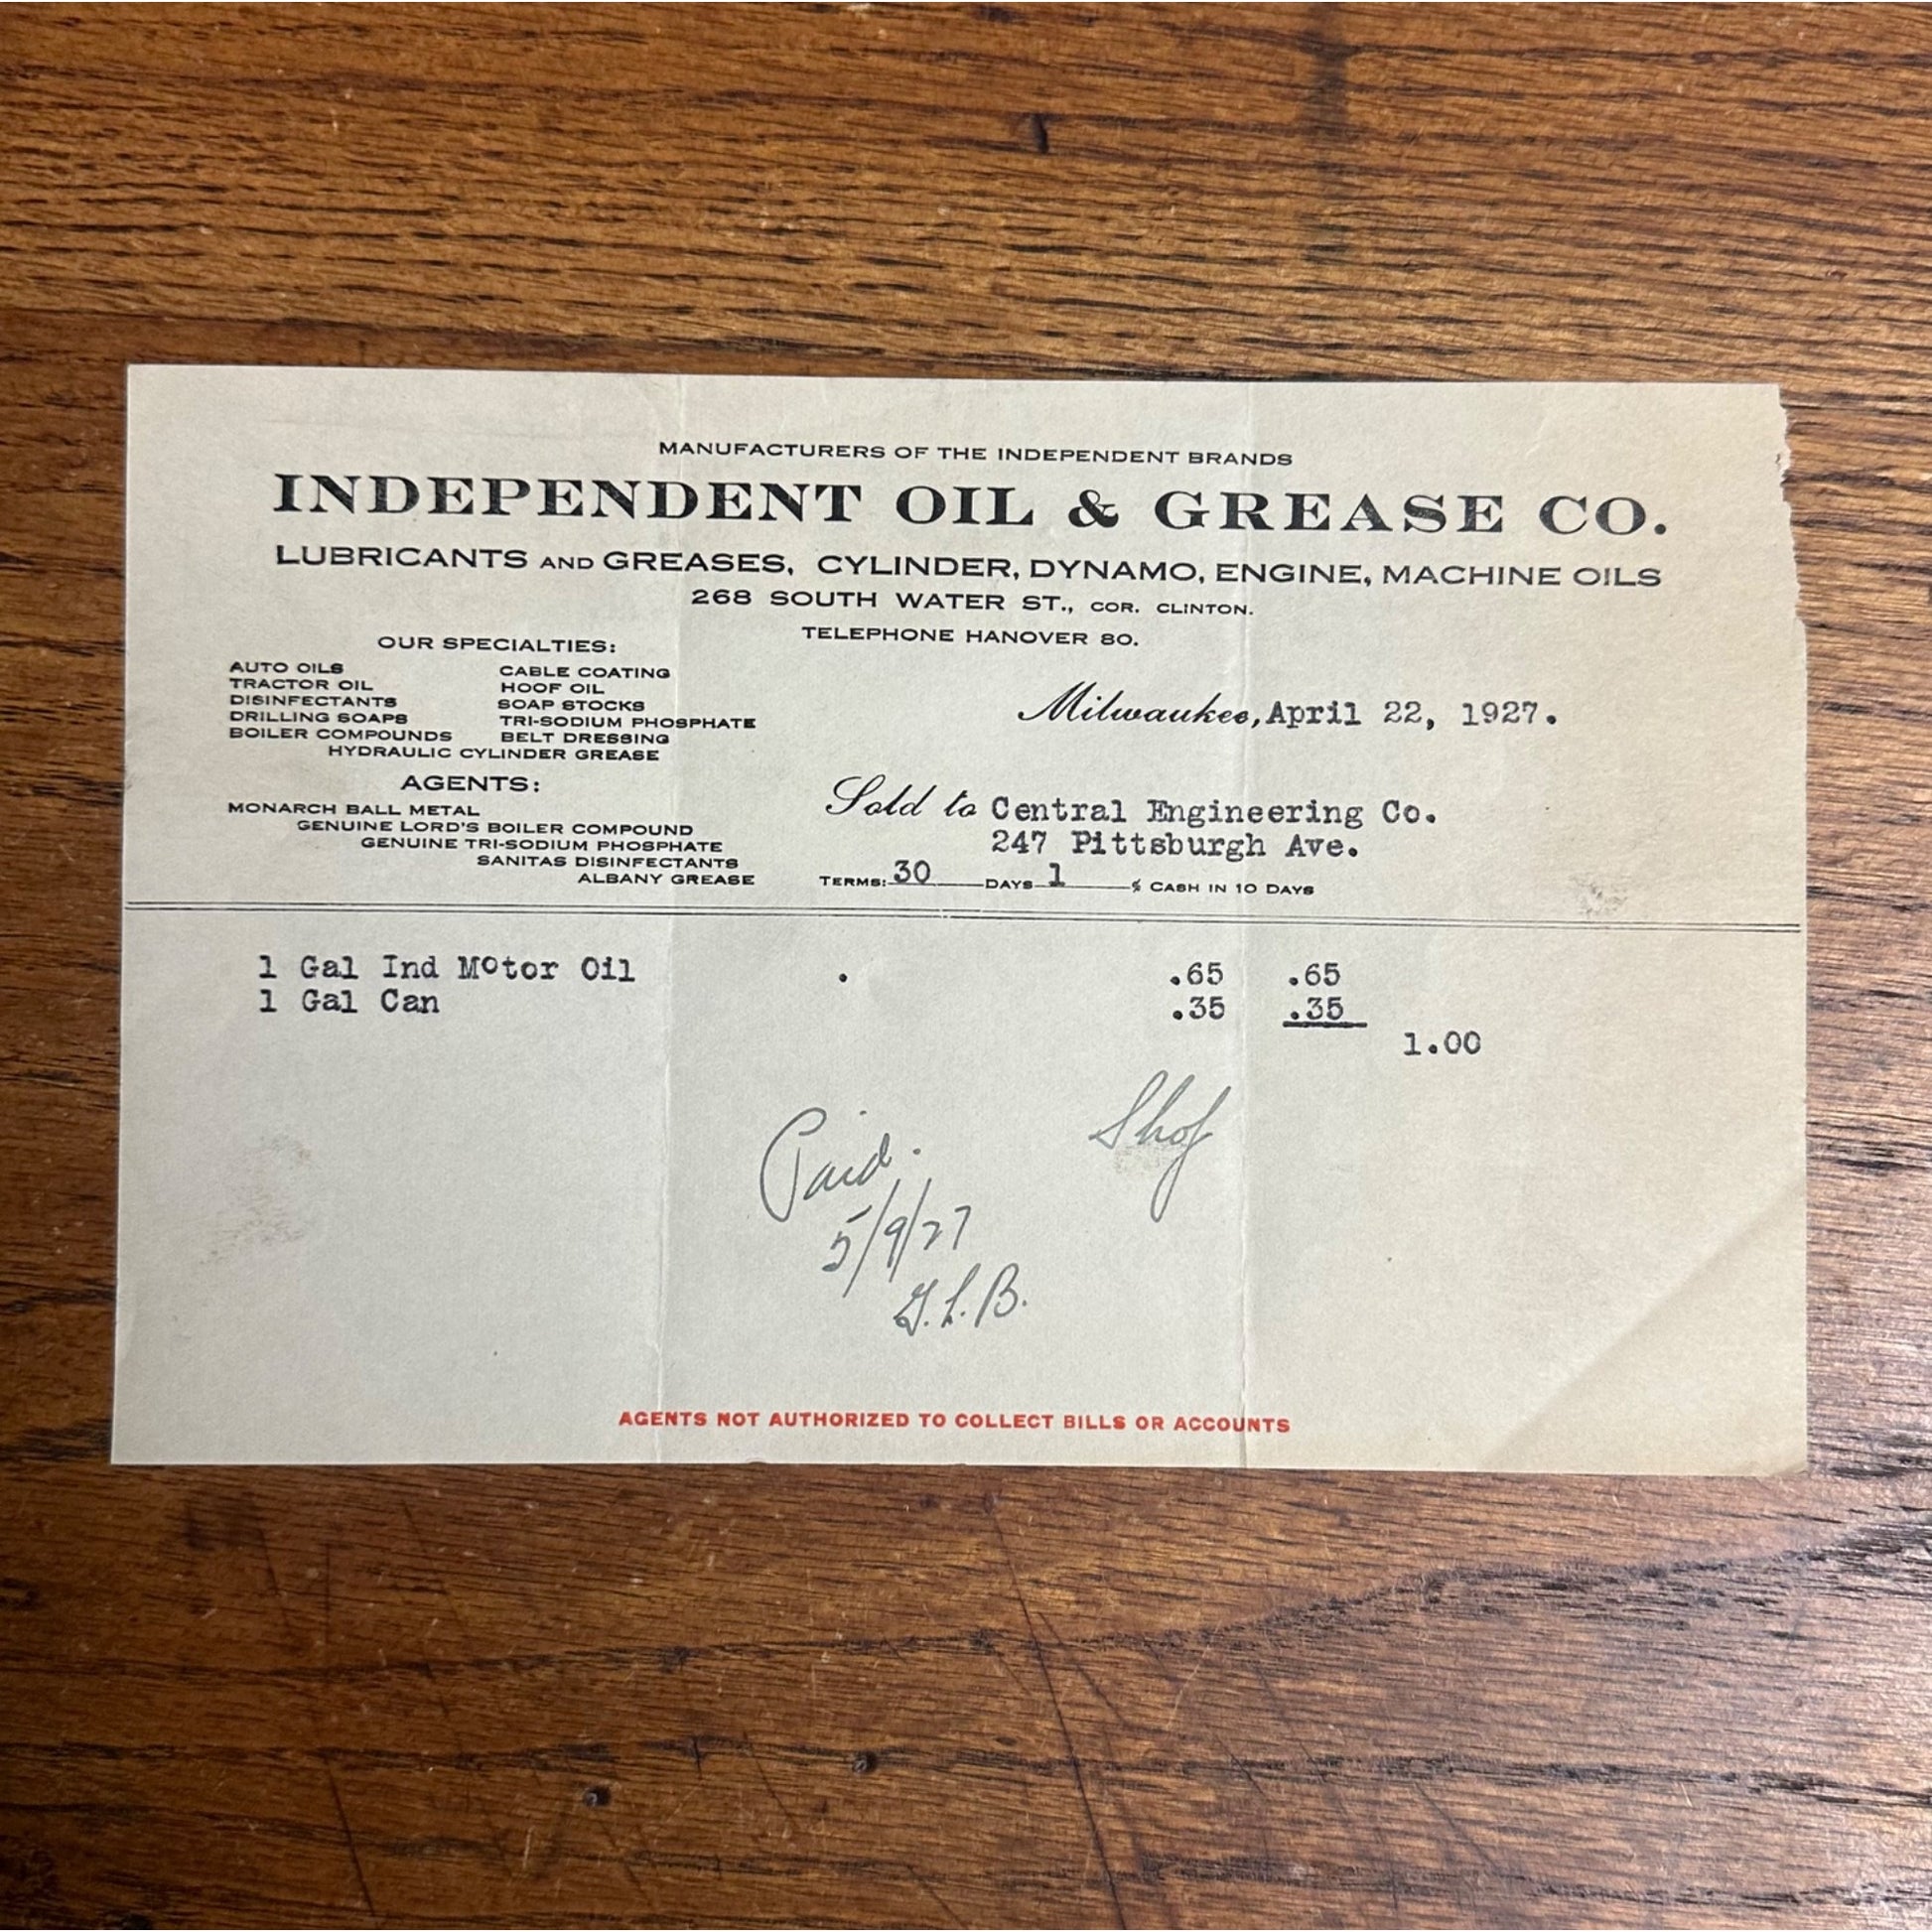 MANUFACTURERS OF THE INDEPENDENT BRANDS
INDEPENDENT OIL & GREASE CO.
LUBRICANTS AND GREASES, CYLINDER, DYNAMO, ENGINE, MACHINE OILS
268 SOUTH WATER ST., COR. CLINTON.
TELEPHONE HANOVER 80.
OUR SPECIALTIES:
AUTO OILS CABLE COATING
TRACTOR OIL HOOF OIL
DISINFECTANTS SOAP STOCKS
DRILLING SOAPS TRI-SODIUM PHOSPHATE
BOILER COMPOUNDS BELT DRESSING
HYDRAULIC CYLINDER GREASE
AGENTS:
MONARCH BALL METAL
GENUINE LORD'S BOILER COMPOUND
GENUINE TRI-SODIUM PHOSPHATE
SANITAS DISINFECTANTS
ALBANY GREASE
Milwaukee, April 22, 1927.
Sold to Central Engineering Co.
247 Pittsburgh Ave.
TERMS: 30 DAYS 1 % CASH IN 10 DAYS
1 Gal Ind Motor Oil . .65 .65
1 Gal Can .35 .35
1.00
Shop
Paid.
5/9/27
G.L.B.
AGENTS NOT AUTHORIZED TO COLLECT BILLS OR ACCOUNTS